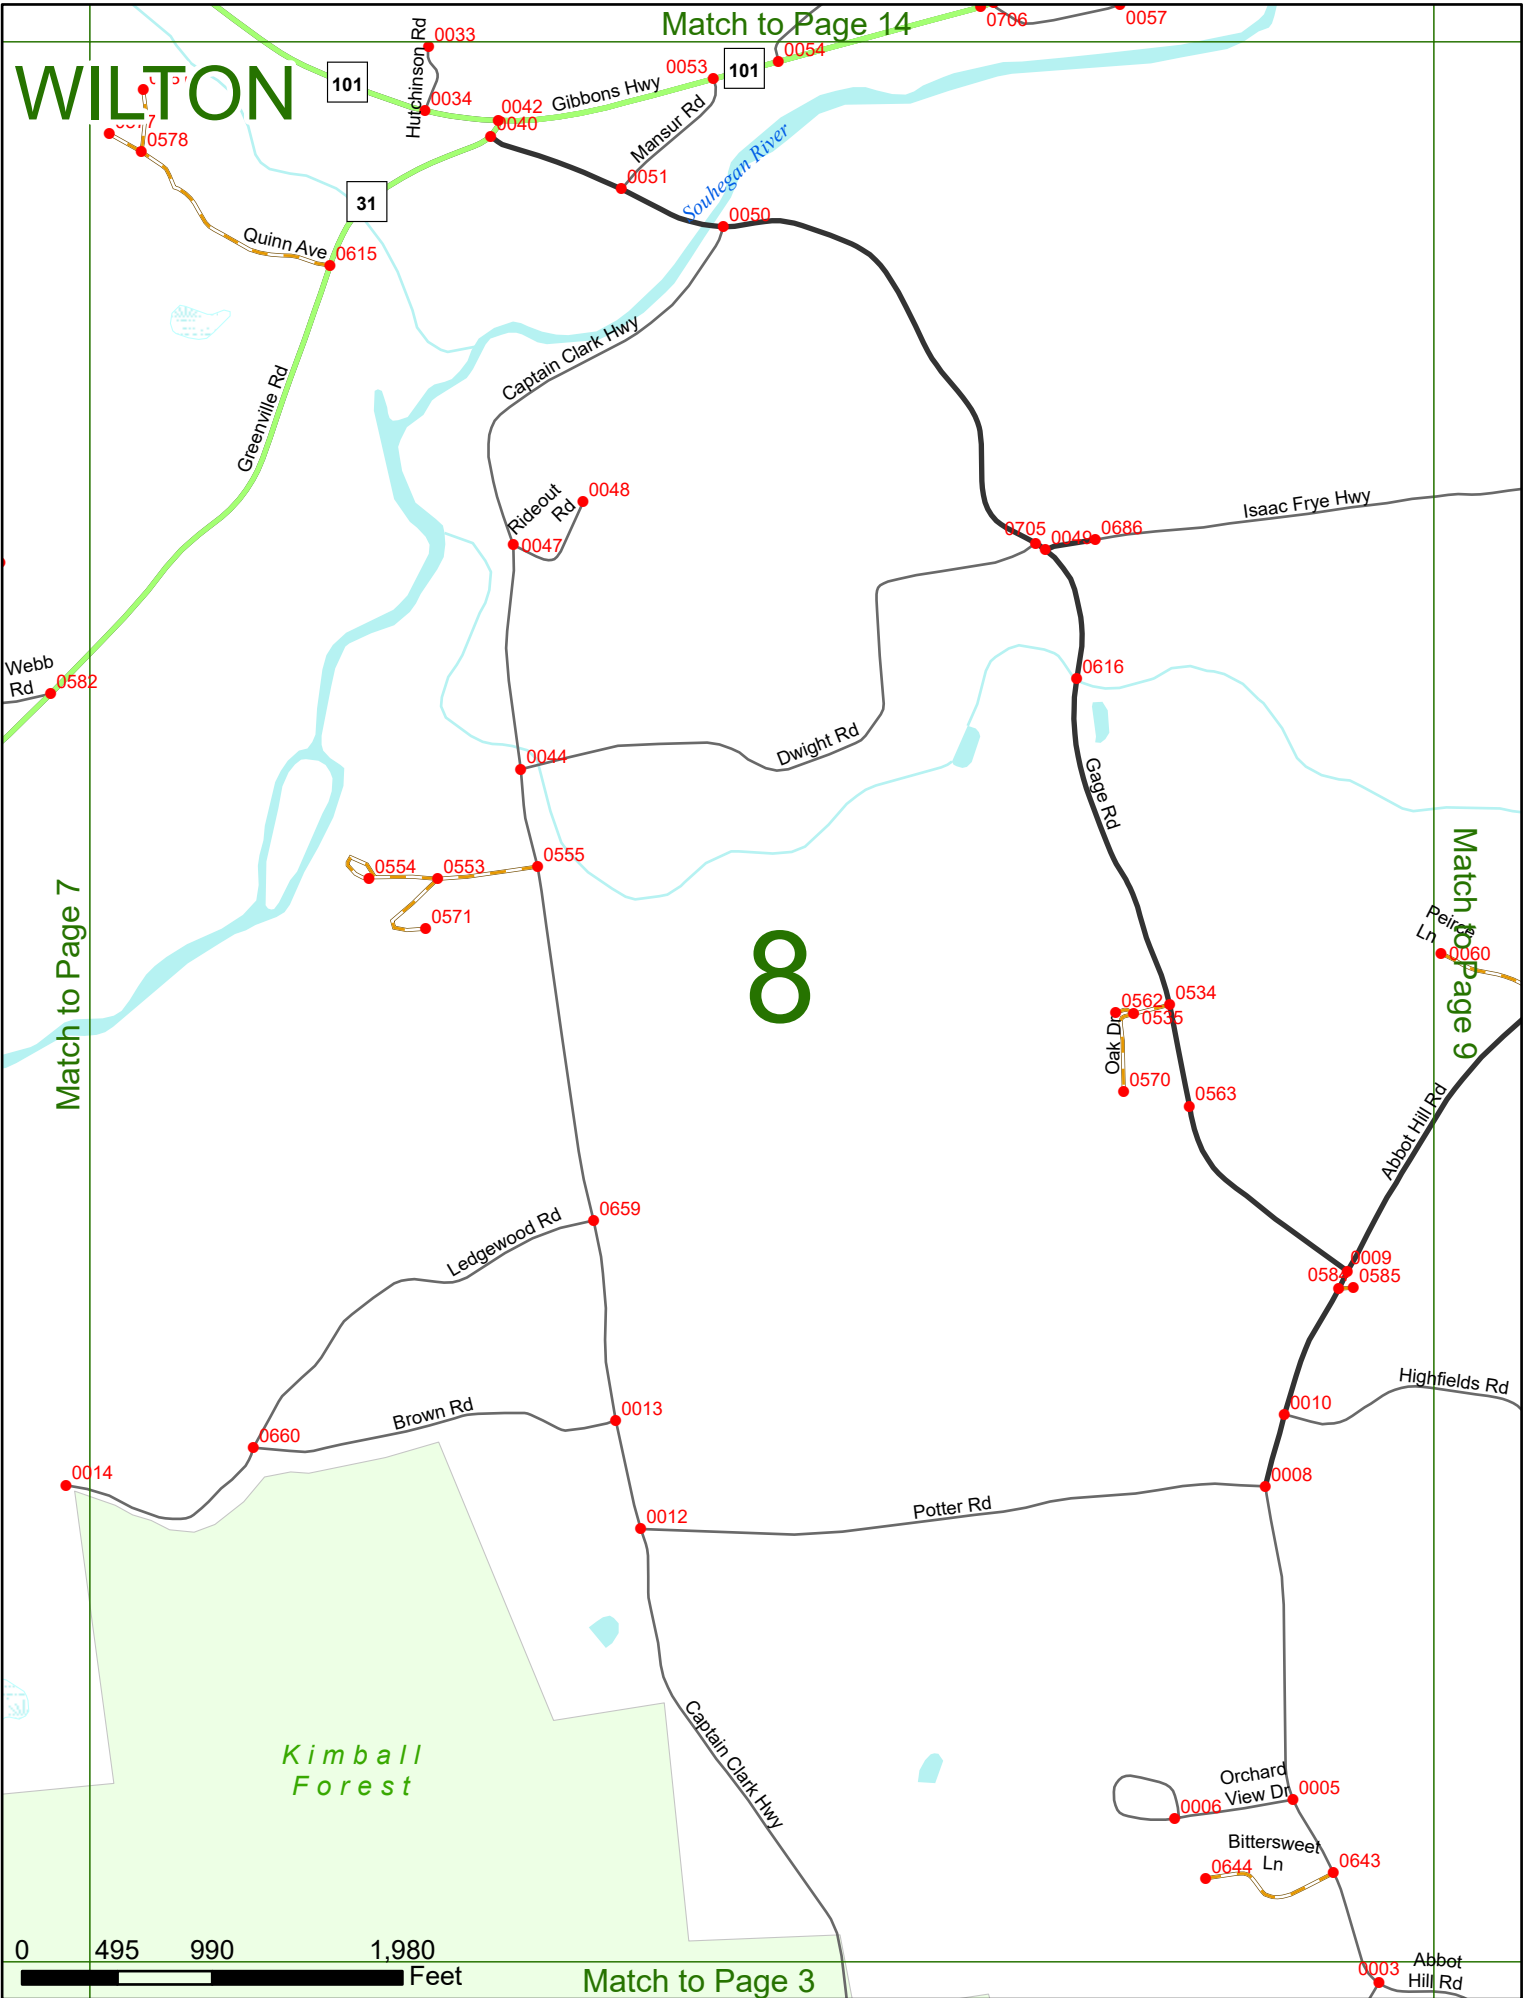 Match to Page 14
WILTON
0706
0057
0033
0054
0053
101
101
Hutchinson Rd
0034
0042
0040
Gibbons Hwy
Mansur Rd
0578
0051
Souhegan River
31
0050
Quinn Ave
0615
Captain Clark Hwy
Greenville Rd
0048
Rideout
Rd
0047
Isaac Frye Hwy
0705
0049
0686
Webb
Rd
0582
0616
0044
Dwight Rd
Gage Rd
0555
0554
0553
0571
Match to Page 7
8
Match to Page 9
Peirce
Ln
0060
0534
0562
0535
Oak Dr
0570
0563
Abbot Hill Rd
0659
Ledgewood Rd
0009
0584
0585
Highfields Rd
0010
Brown Rd
0013
0660
0014
0008
Potter Rd
0012
Kimball
Forest
Captain Clark Hwy
Orchard
View Dr
0005
0006
Bittersweet
Ln
0644
0643
0 495 990 1,980
Feet
Match to Page 3
0003
Abbot
Hill Rd